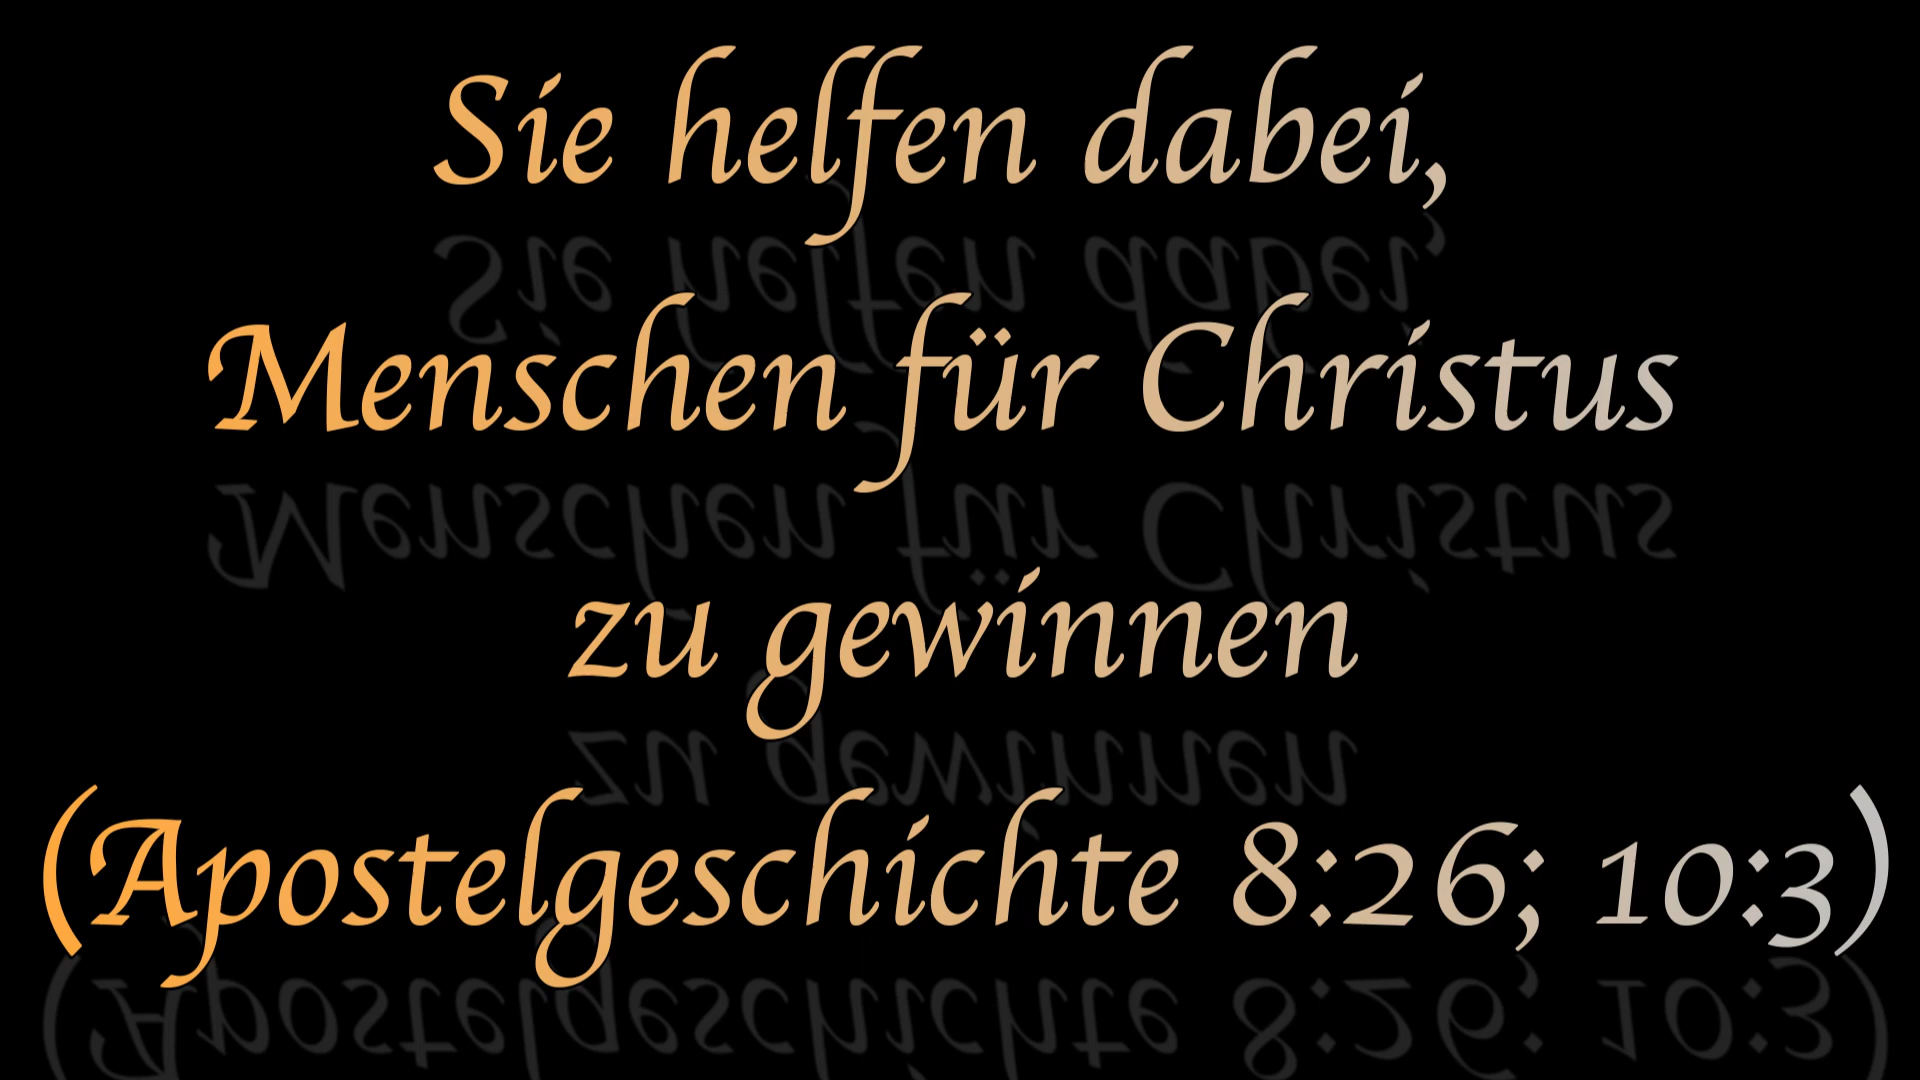 Sie helfen dabei,
Menschen für Christus
zu gewinnen
(Apostelgeschichte 8:26; 10:3)